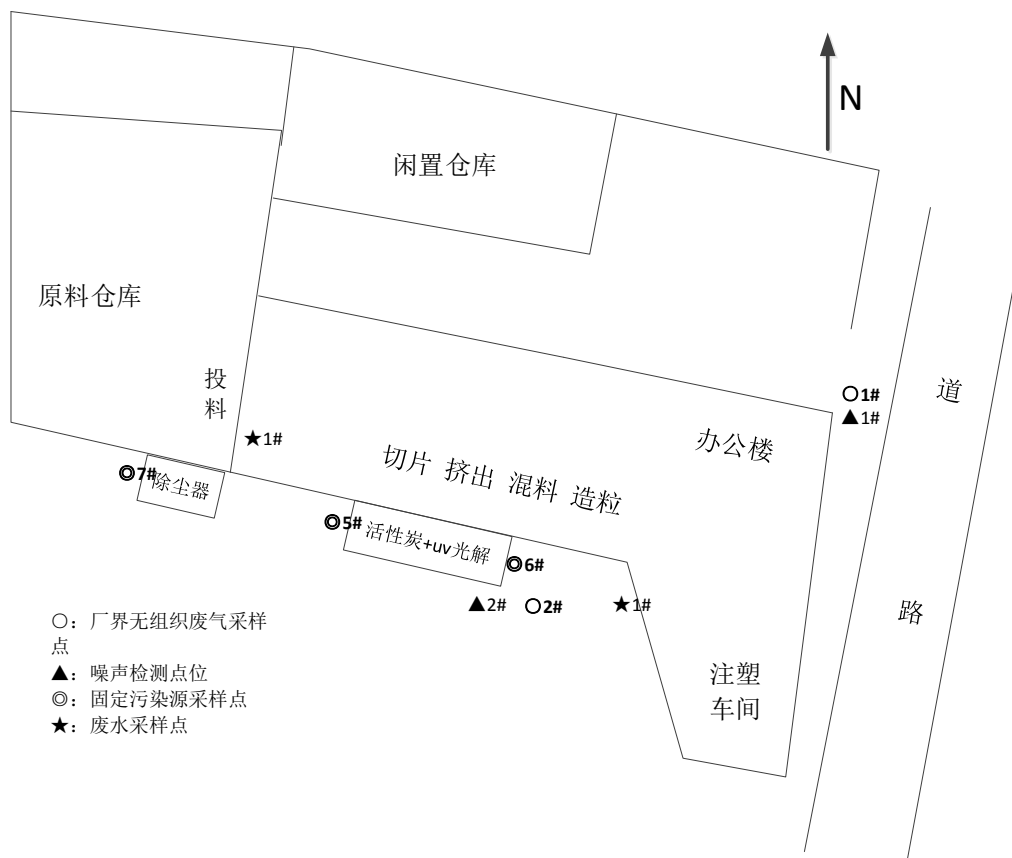 N
闲置仓库
原料仓库
投
料
道
○1#
▲1#
办公楼
★1#
切片 挤出 混料 造粒
◎7#
除尘器
◎5#
活性炭+uv光解
◎6#
▲2#
○2#
★1#
路
○：厂界无组织废气采样
点
▲：噪声检测点位
◎：固定污染源采样点
★：废水采样点
注塑
车间